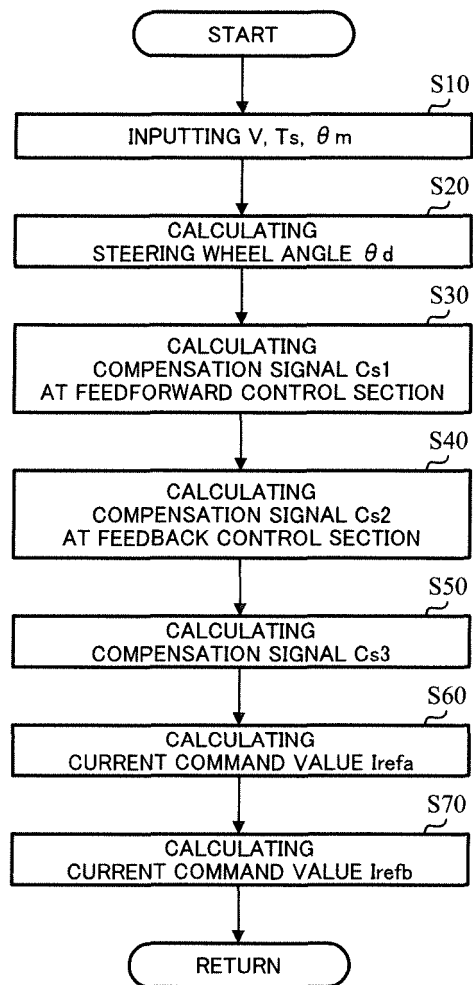 START
S10
INPUTTING V, Ts, θm
S20
CALCULATING
STEERING WHEEL ANGLE θd
S30
CALCULATING
COMPENSATION SIGNAL Cs1
AT FEEDFORWARD CONTROL SECTION
S40
CALCULATING
COMPENSATION SIGNAL Cs2
AT FEEDBACK CONTROL SECTION
S50
CALCULATING
COMPENSATION SIGNAL Cs3
S60
CALCULATING
CURRENT COMMAND VALUE Irefa
S70
CALCULATING
CURRENT COMMAND VALUE Irefb
RETURN